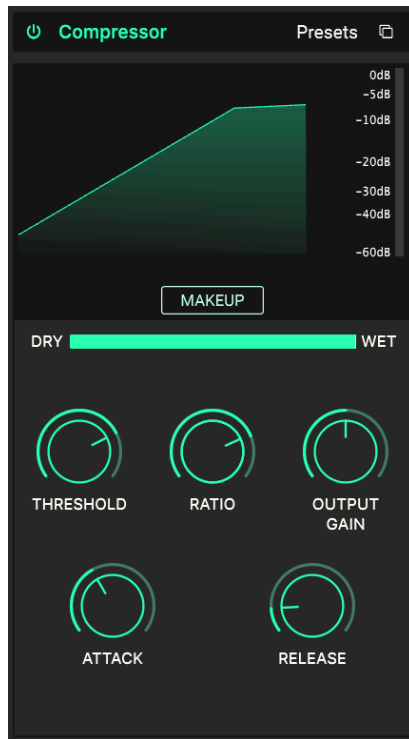 Compressor
Presets
0dB
-5dB
-10dB
-20dB
-30dB
-40dB
-60dB
MAKEUP
DRY
WET
THRESHOLD
RATIO
OUTPUT
GAIN
ATTACK
RELEASE